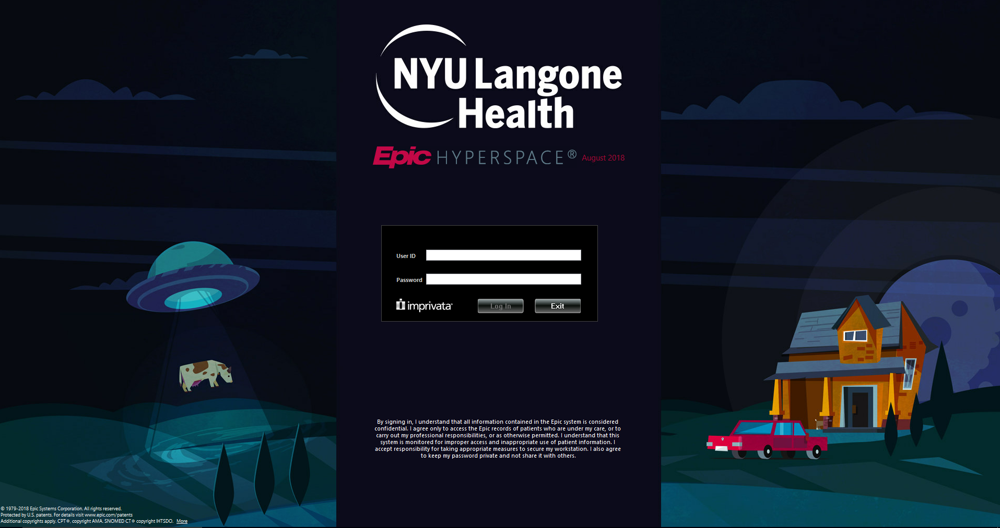 NYU Langone
Health
Epic HYPERSPACE® August 2018
User ID
Password
imprivata®
Log In
Exit
By signing in, I understand that all information contained in the Epic system is considered
confidential. I agree only to access the Epic records of patients who are under my care, or to
carry out my professional responsibilities, or as otherwise permitted. I understand that this
system is monitored for improper access and inappropriate use of patient information. I
accept responsibility for taking appropriate measures to secure my workstation. I also agree
to keep my password private and not share it with others.
© 1979-2018 Epic Systems Corporation. All rights reserved.
Protected by U.S. patents. For details visit www.epic.com/patents
Additional copyrights apply. CPT©, copyright AMA. SNOMED CT© copyright IHTSDO. More